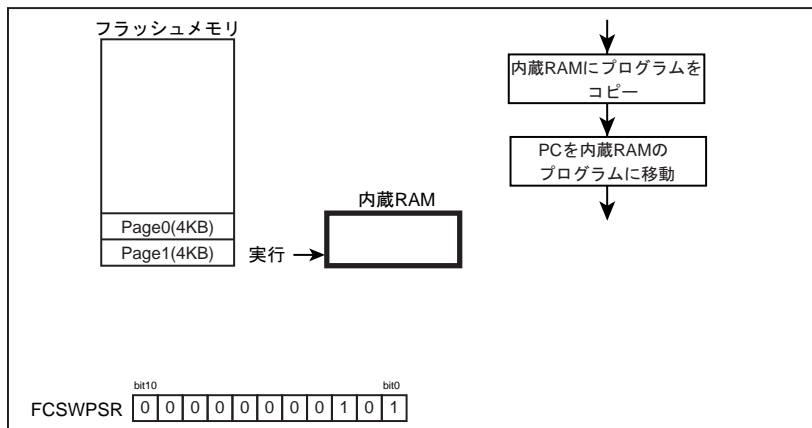 フラッシュメモリ
Page0(4KB)
Page1(4KB)
実行
内蔵RAM
内蔵RAMにプログラムを
コピー
PCを内蔵RAMの
プログラムに移動
bit10 bit0
FCSWPSR 0 0 0 0 0 0 0 0 1 0 1